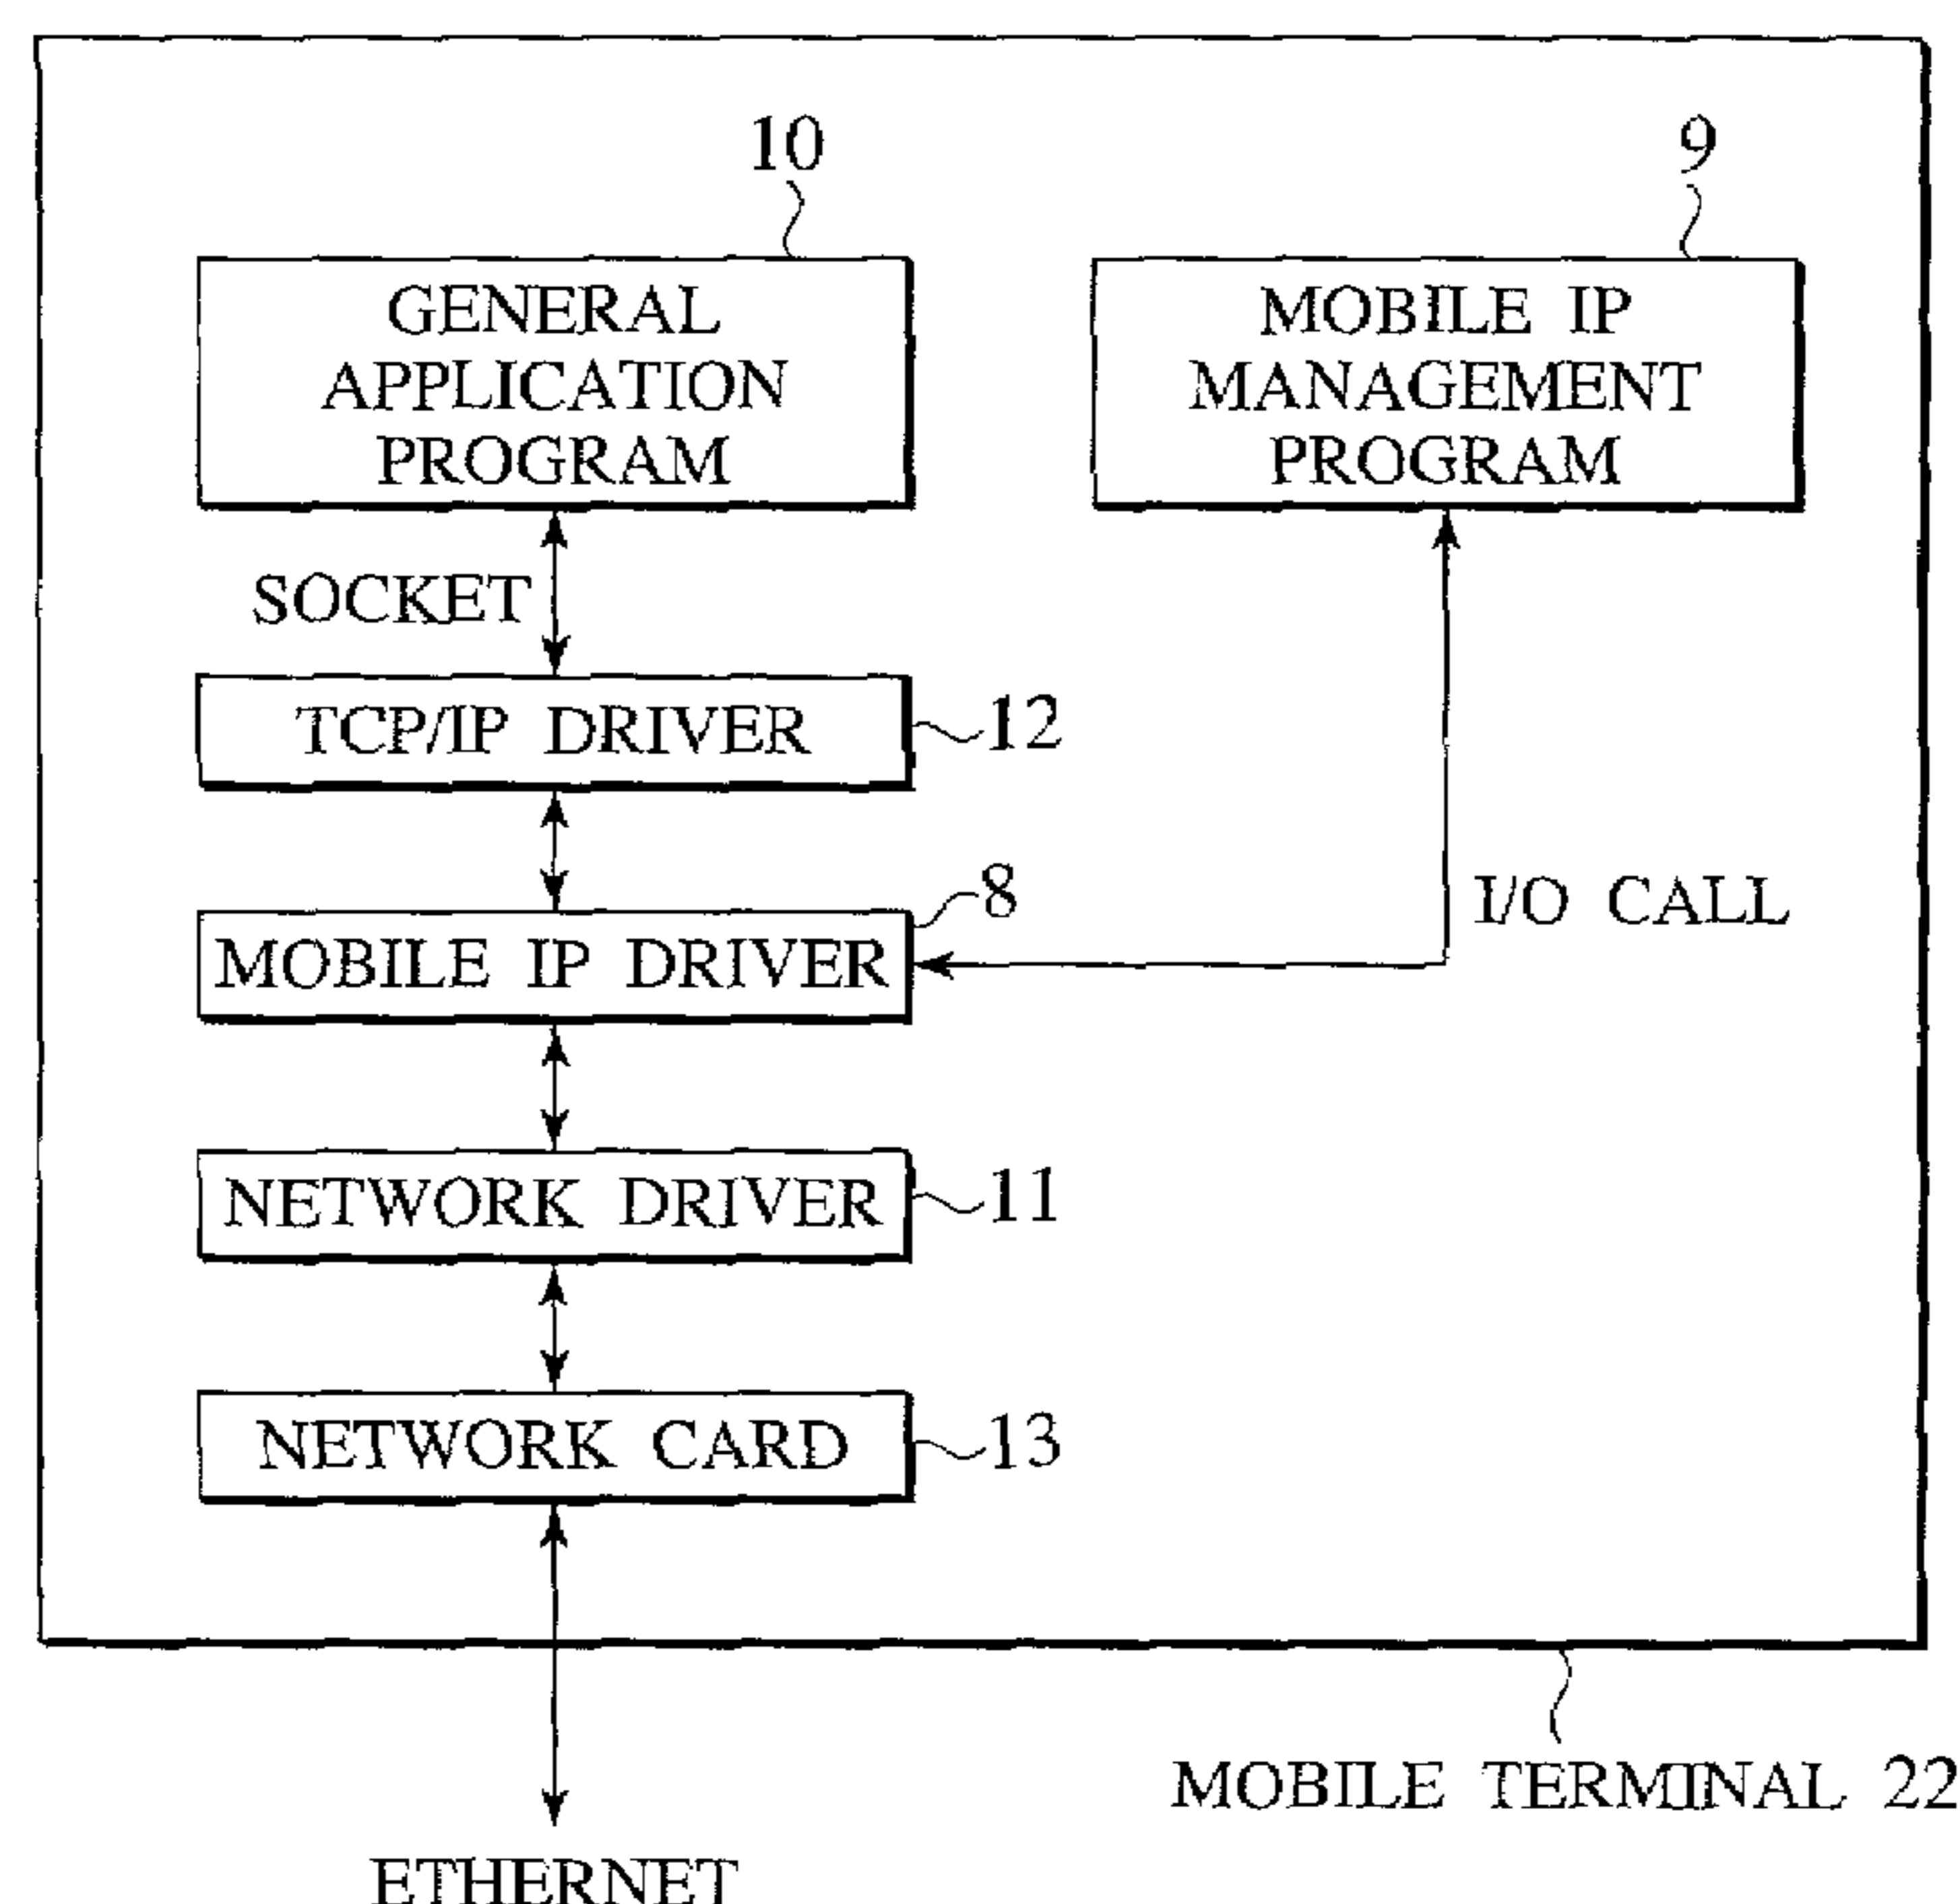 10
9
GENERAL
APPLICATION
PROGRAM
MOBILE IP
MANAGEMENT
PROGRAM
SOCKET
TCP/IP DRIVER
12
8
MOBILE IP DRIVER
I/O CALL
NETWORK DRIVER
11
NETWORK CARD
13
MOBILE TERMINAL 22
ETHERNET